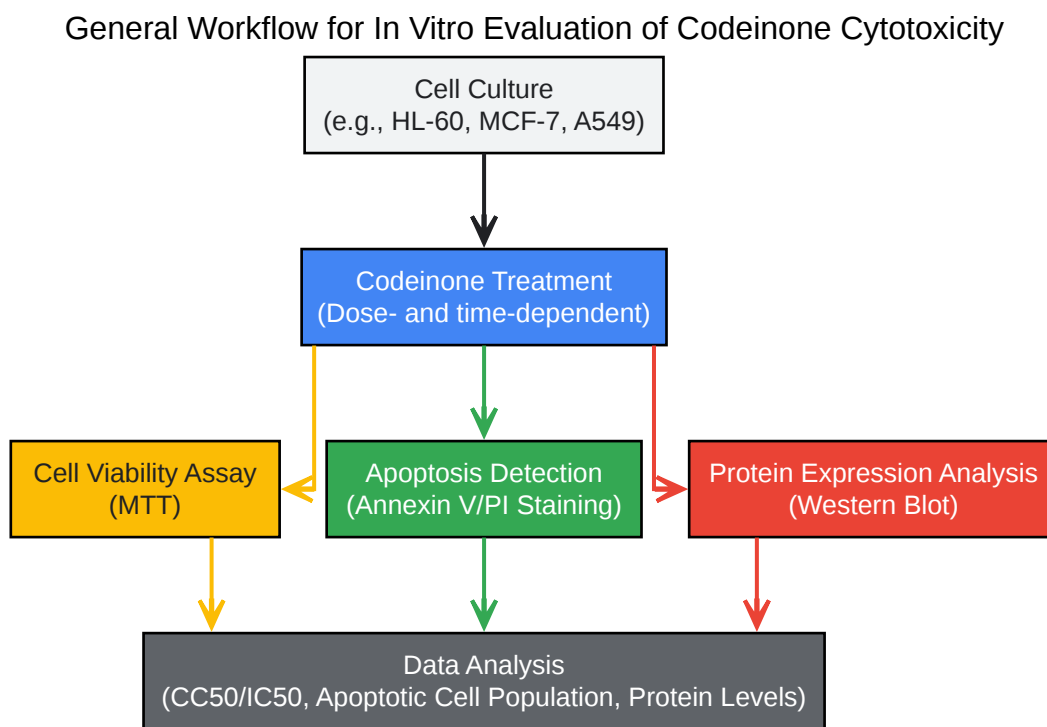 General Workflow for In Vitro Evaluation of Codeinone Cytotoxicity
Cell Culture
(e.g., HL-60, MCF-7, A549)
Codeinone Treatment
(Dose- and time-dependent)
Cell Viability Assay
(MTT)
Apoptosis Detection
(Annexin V/PI Staining)
Protein Expression Analysis
(Western Blot)
Data Analysis
(CC50/IC50, Apoptotic Cell Population, Protein Levels)